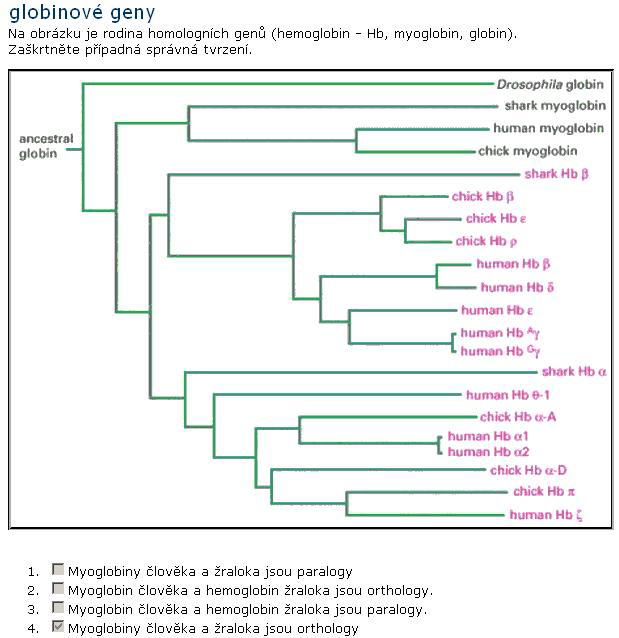 globinové geny
Na obrázku je rodina homologních genů (hemoglobin - Hb, myoglobin, globin).
Zaškrtněte případná správná tvrzení.
Drosophila globin
shark myoglobin
human myoglobin
chick myoglobin
ancestral
globin
shark Hb β
chick Hb β
chick Hb ε
chick Hb ρ
human Hb β
human Hb δ
human Hb ε
human Hb ᴬγ
human Hb ᴳγ
shark Hb α
human Hb θ-1
chick Hb α-A
human Hb α1
human Hb α2
chick Hb α-D
chick Hb π
human Hb ζ
1. Myoglobiny člověka a žraloka jsou paralogy
2. Myoglobin člověka a hemoglobin žraloka jsou orthology.
3. Myoglobin člověka a hemoglobin žraloka jsou paralogy.
4. Myoglobiny člověka a žraloka jsou orthology